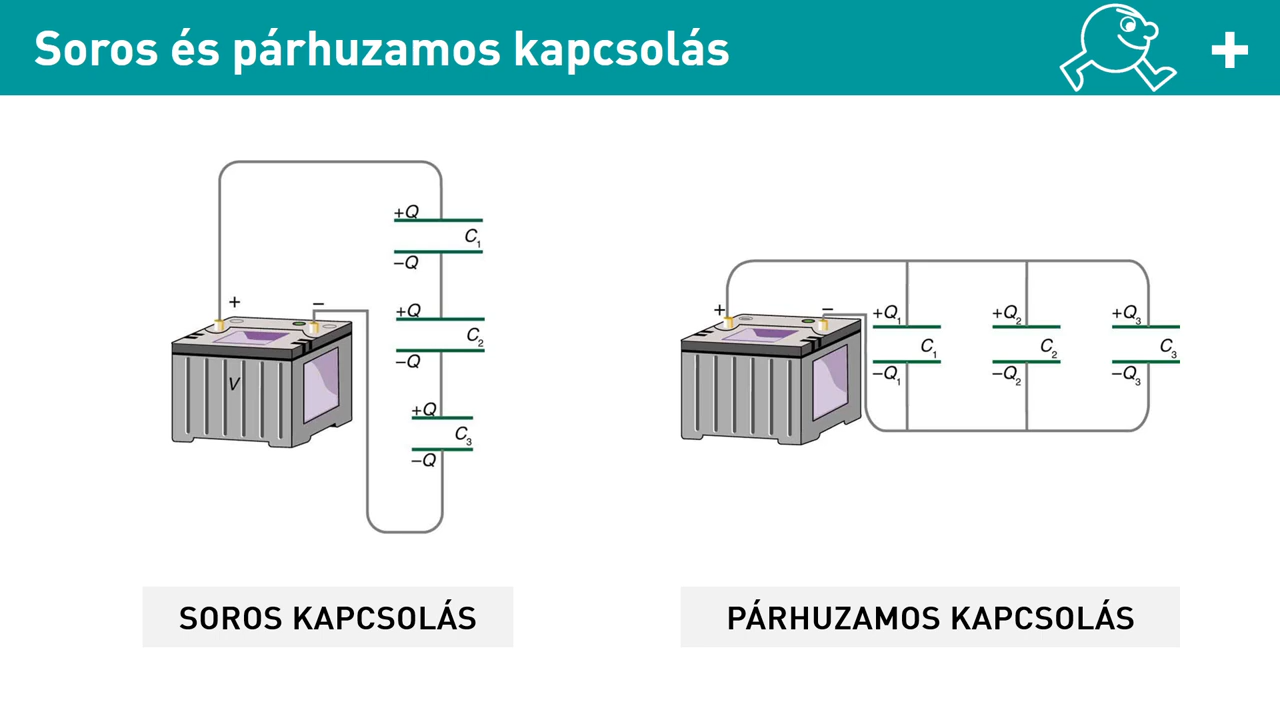 Soros és párhuzamos kapcsolás
+
+Q
C₁
–Q
+ –
+Q
C₂
–Q
V
+Q
C₃
–Q
+ –
+Q₁ +Q₂ +Q₃
C₁ C₂ C₃
–Q₁ –Q₂ –Q₃
SOROS KAPCSOLÁS
PÁRHUZAMOS KAPCSOLÁS